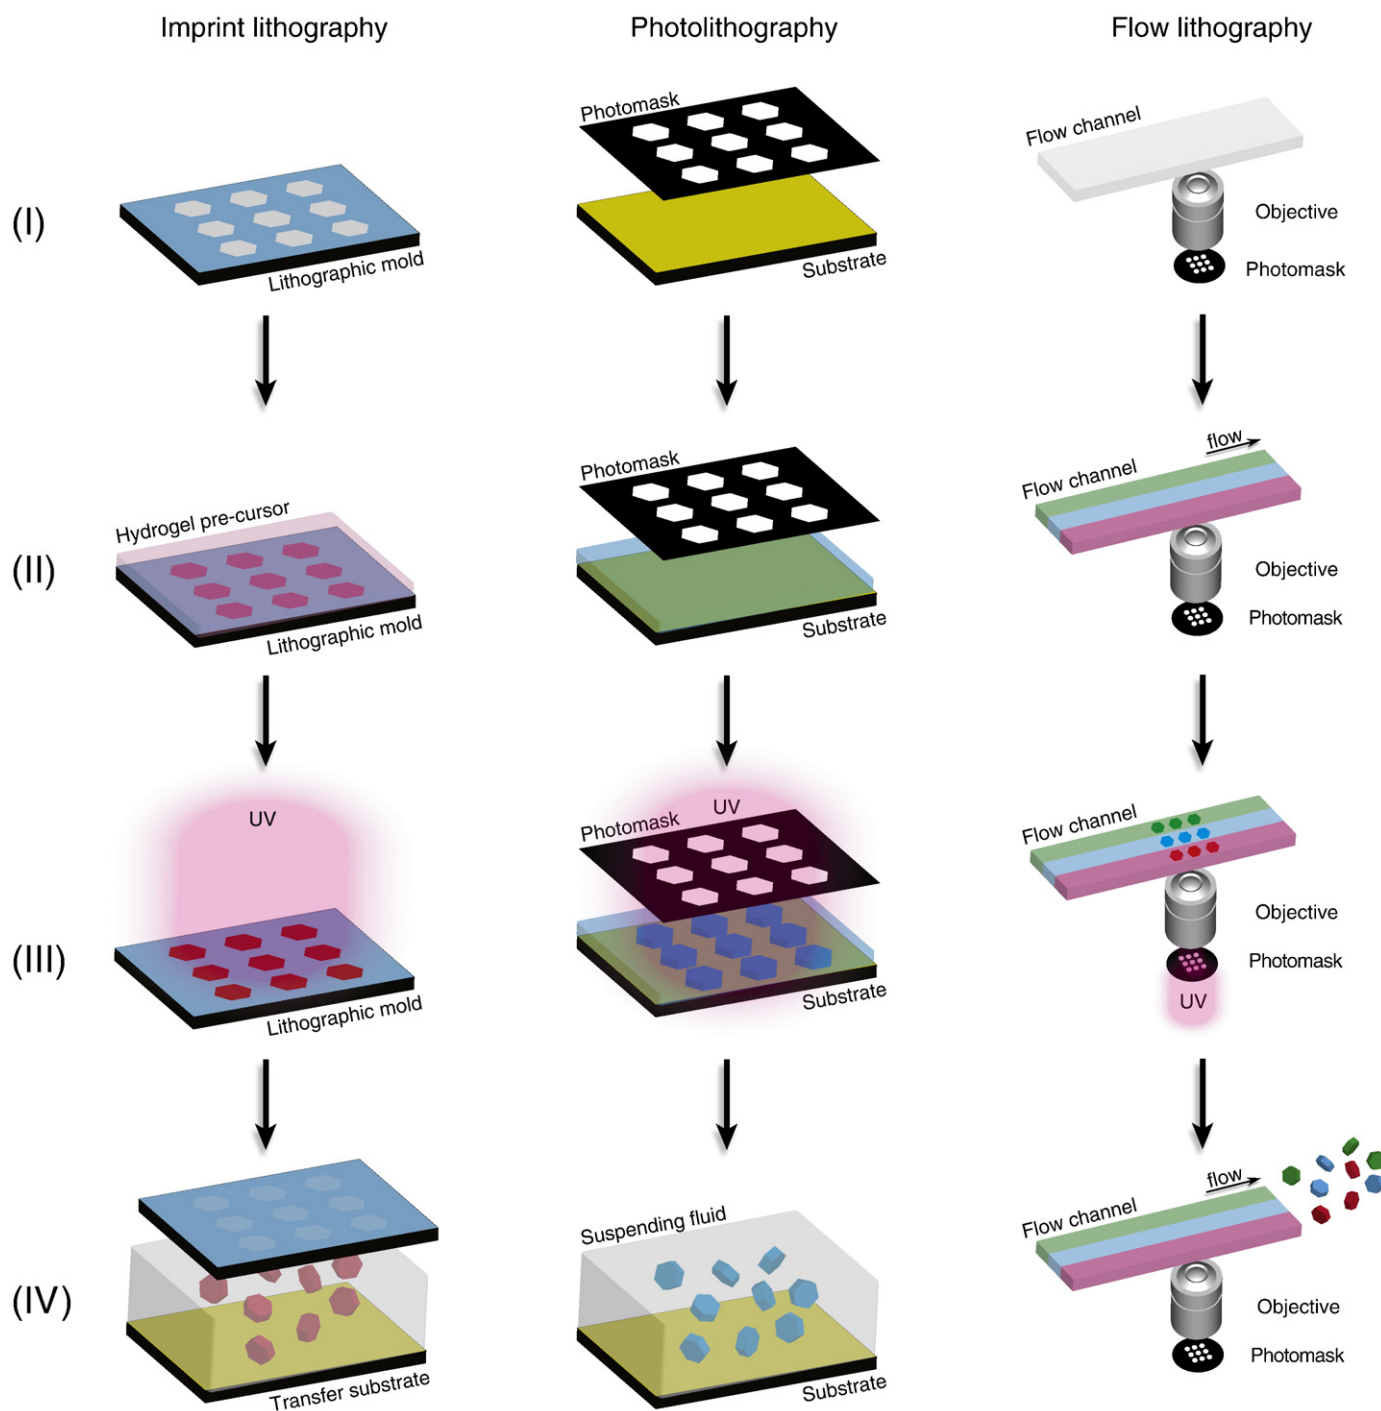 Imprint lithography
Photolithography
Flow lithography
(I)
Lithographic mold
Photomask
Substrate
Flow channel
Objective
Photomask
(II)
Hydrogel pre-cursor
Lithographic mold
Photomask
Substrate
flow
Flow channel
Objective
Photomask
(III)
UV
Lithographic mold
UV
Photomask
Substrate
Flow channel
Objective
Photomask
UV
(IV)
Transfer substrate
Suspending fluid
Substrate
flow
Flow channel
Objective
Photomask